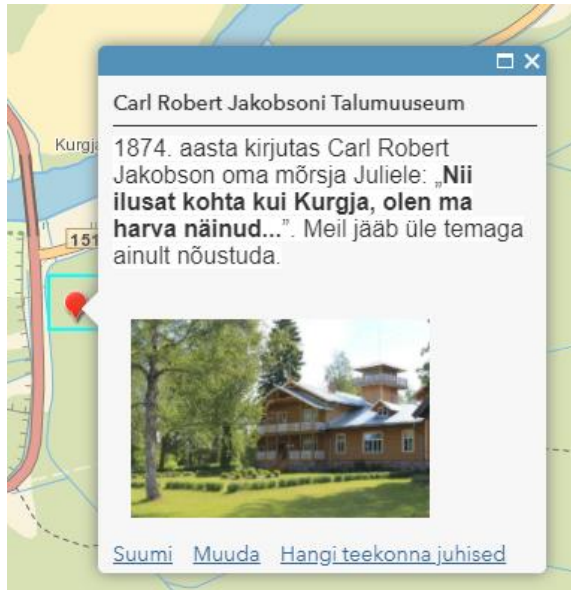 Carl Robert Jakobsoni Talumuuseum
Kurgja
1874. aasta kirjutas Carl Robert
Jakobson oma mõrsja Juliele: „Nii
ilusat kohta kui Kurgja, olen ma
harva näinud...”. Meil jääb üle temaga
ainult nõustuda.
151
Suumi Muuda Hangi teekonna juhised